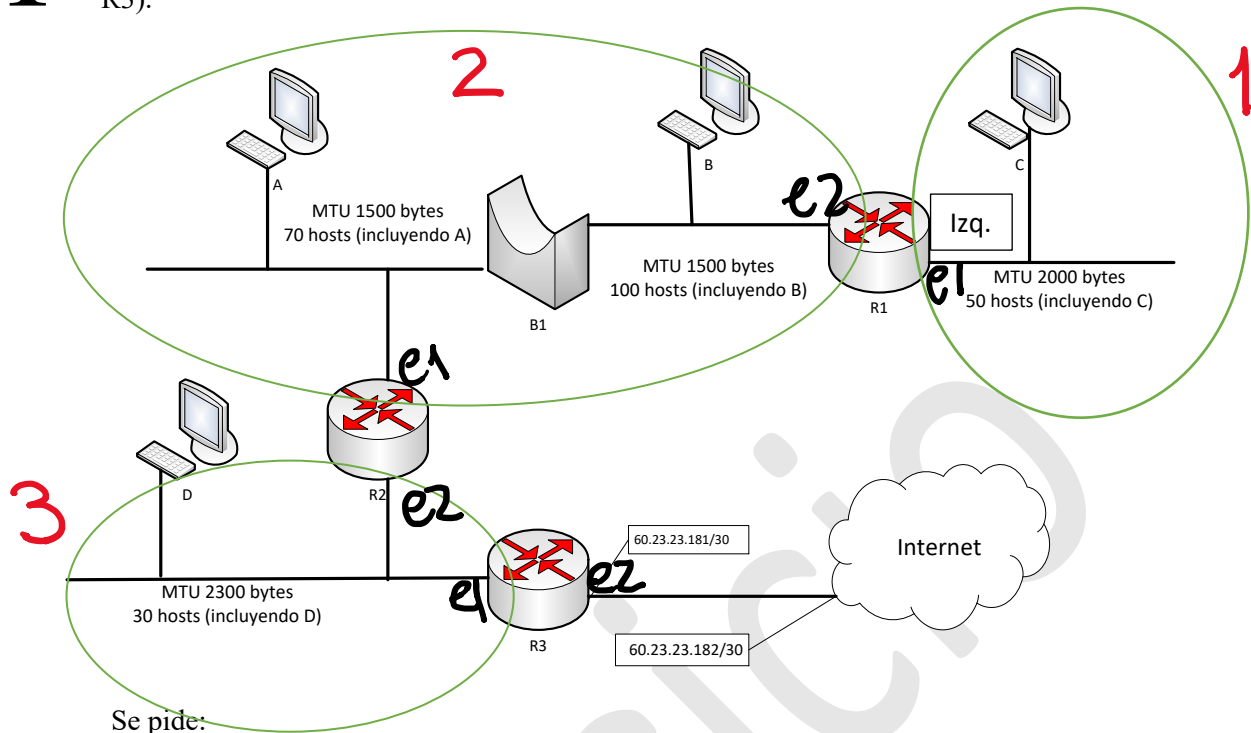 R3):
2
1
A
B
C
MTU 1500 bytes
70 hosts (incluyendo A)
e2
Izq.
MTU 1500 bytes
100 hosts (incluyendo B)
B1
R1
e1
MTU 2000 bytes
50 hosts (incluyendo C)
e1
3
D
R2
e2
60.23.23.181/30
Internet
MTU 2300 bytes
30 hosts (incluyendo D)
e1
e2
R3
60.23.23.182/30
Se pide: